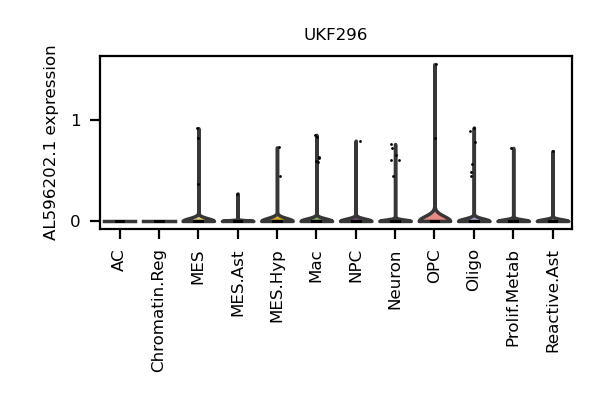 UKF296
AL596202.1 expression
1
0
AC
Chromatin.Reg
MES
MES.Ast
MES.Hyp
Mac
NPC
Neuron
OPC
Oligo
Prolif.Metab
Reactive.Ast